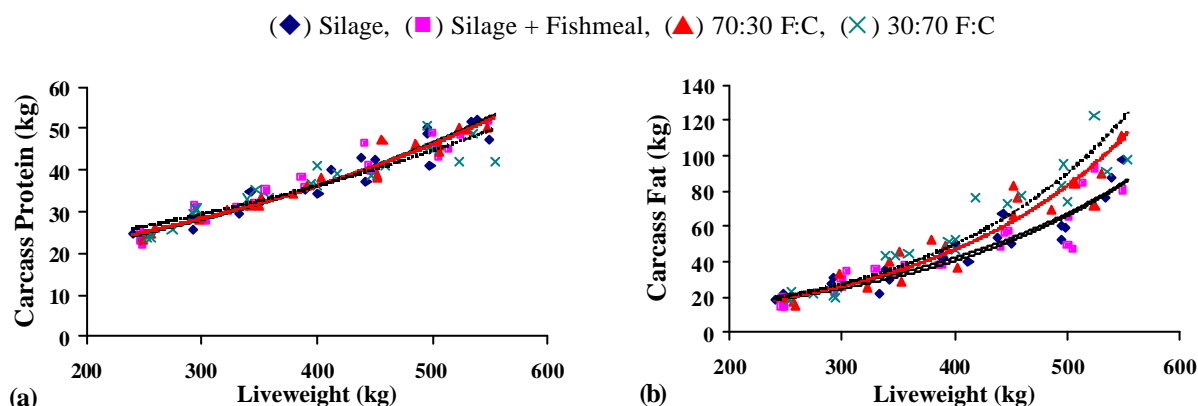 (◆) Silage, (■) Silage + Fishmeal, (▲) 70:30 F:C, (×) 30:70 F:C
Carcass Protein (kg)
60
50
40
30
20
10
0
200 300 400 500 600
Liveweight (kg)
(a)
Carcass Fat (kg)
140
120
100
80
60
40
20
0
200 300 400 500 600
Liveweight (kg)
(b)